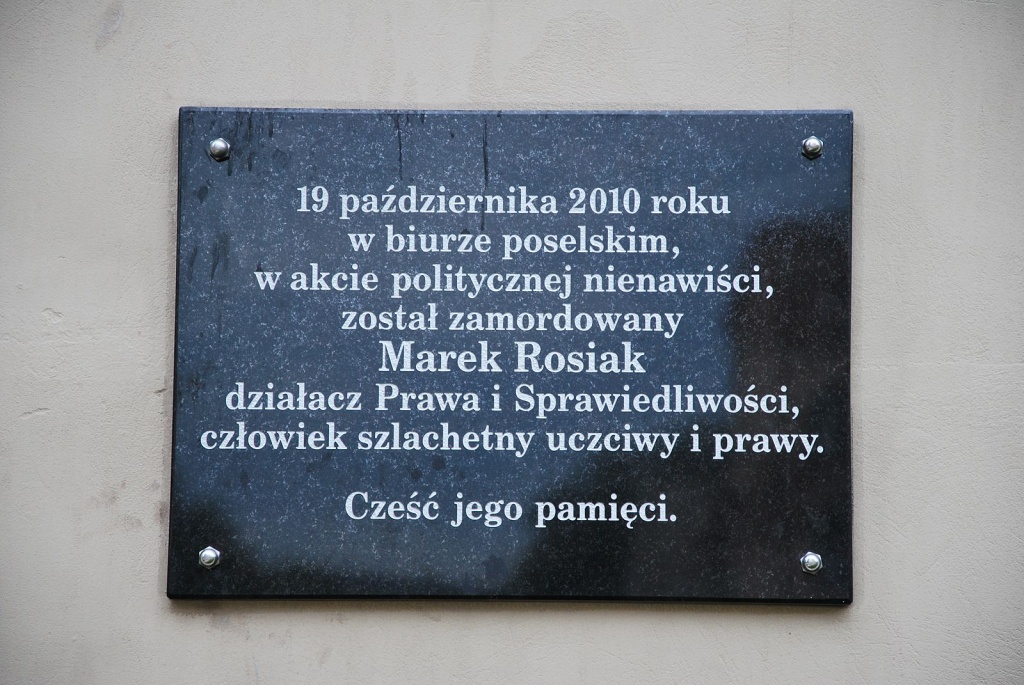 19 października 2010 roku
w biurze poselskim,
w akcie politycznej nienawiści,
został zamordowany
Marek Rosiak
działacz Prawa i Sprawiedliwości,
człowiek szlachetny uczciwy i prawy.
Cześć jego pamięci.